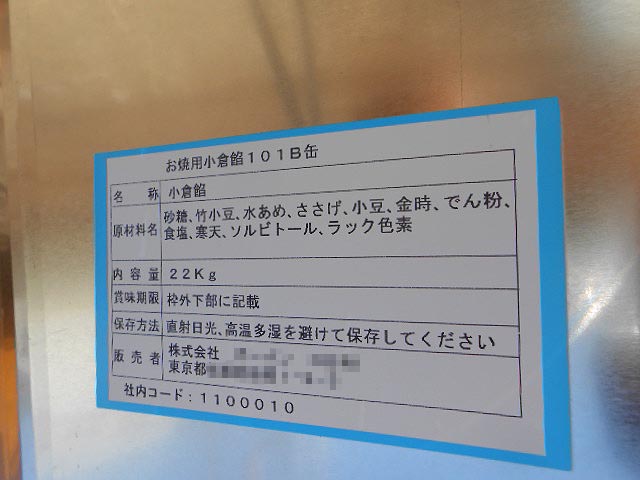 お焼用小倉餡101B缶
名称 小倉餡
原材料名 砂糖、竹小豆、水あめ、ささげ、小豆、金時、でん粉、
食塩、寒天、ソルビトール、ラック色素
内容量 22Kg
賞味期限 枠外下部に記載
保存方法 直射日光、高温多湿を避けて保存してください
販売者 株式会社
東京都
社内コード:1100010